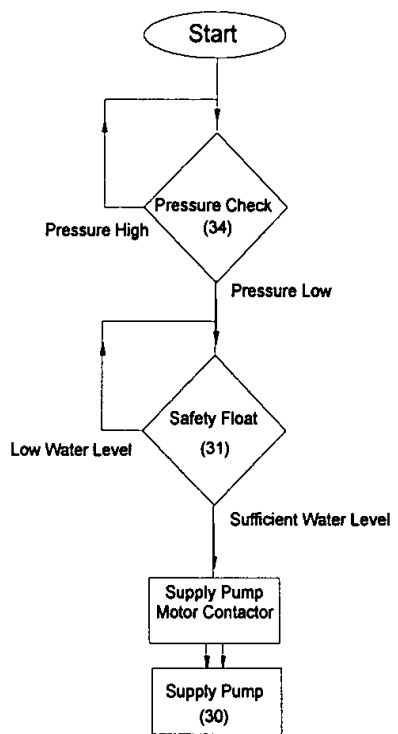 Start
Pressure Check
(34)
Pressure High
Pressure Low
Safety Float
(31)
Low Water Level
Sufficient Water Level
Supply Pump
Motor Contactor
Supply Pump
(30)